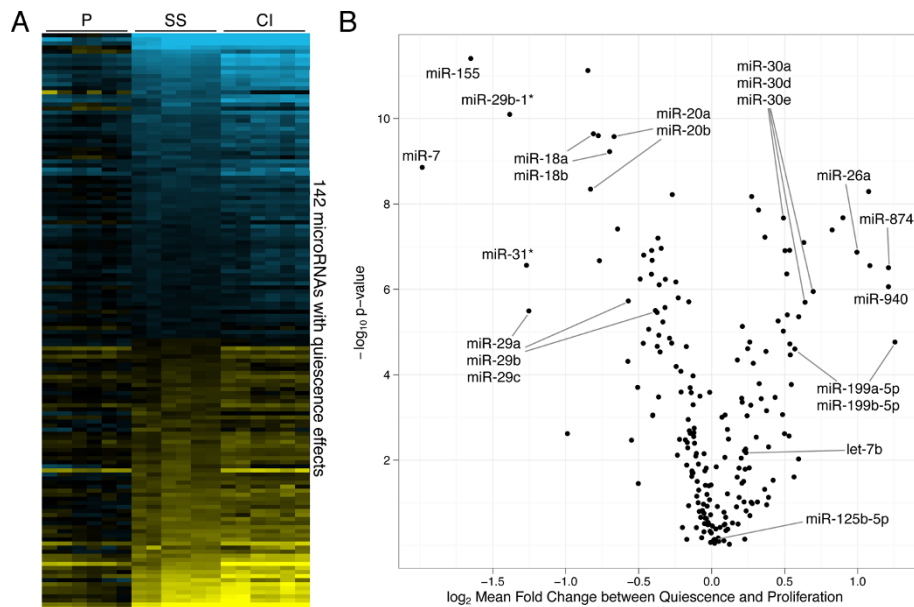 A
P
SS
CI
142 microRNAs with quiescence effects
B
miR-155
miR-29b-1*
miR-7
miR-18a
miR-18b
miR-20a
miR-20b
miR-30a
miR-30d
miR-30e
miR-26a
miR-874
miR-940
miR-31*
miR-29a
miR-29b
miR-29c
miR-199a-5p
miR-199b-5p
let-7b
miR-125b-5p
10
8
6
4
2
− log10 p−value
−1.5
−1.0
−0.5
0.0
0.5
1.0
log2 Mean Fold Change between Quiescence and Proliferation